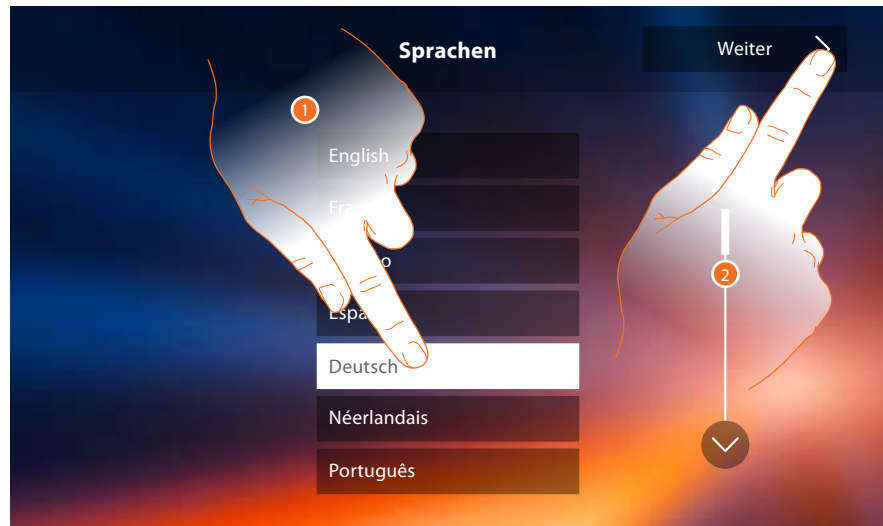 Sprachen
Weiter
1
English
Deutsch
2
Néerlandais
Português